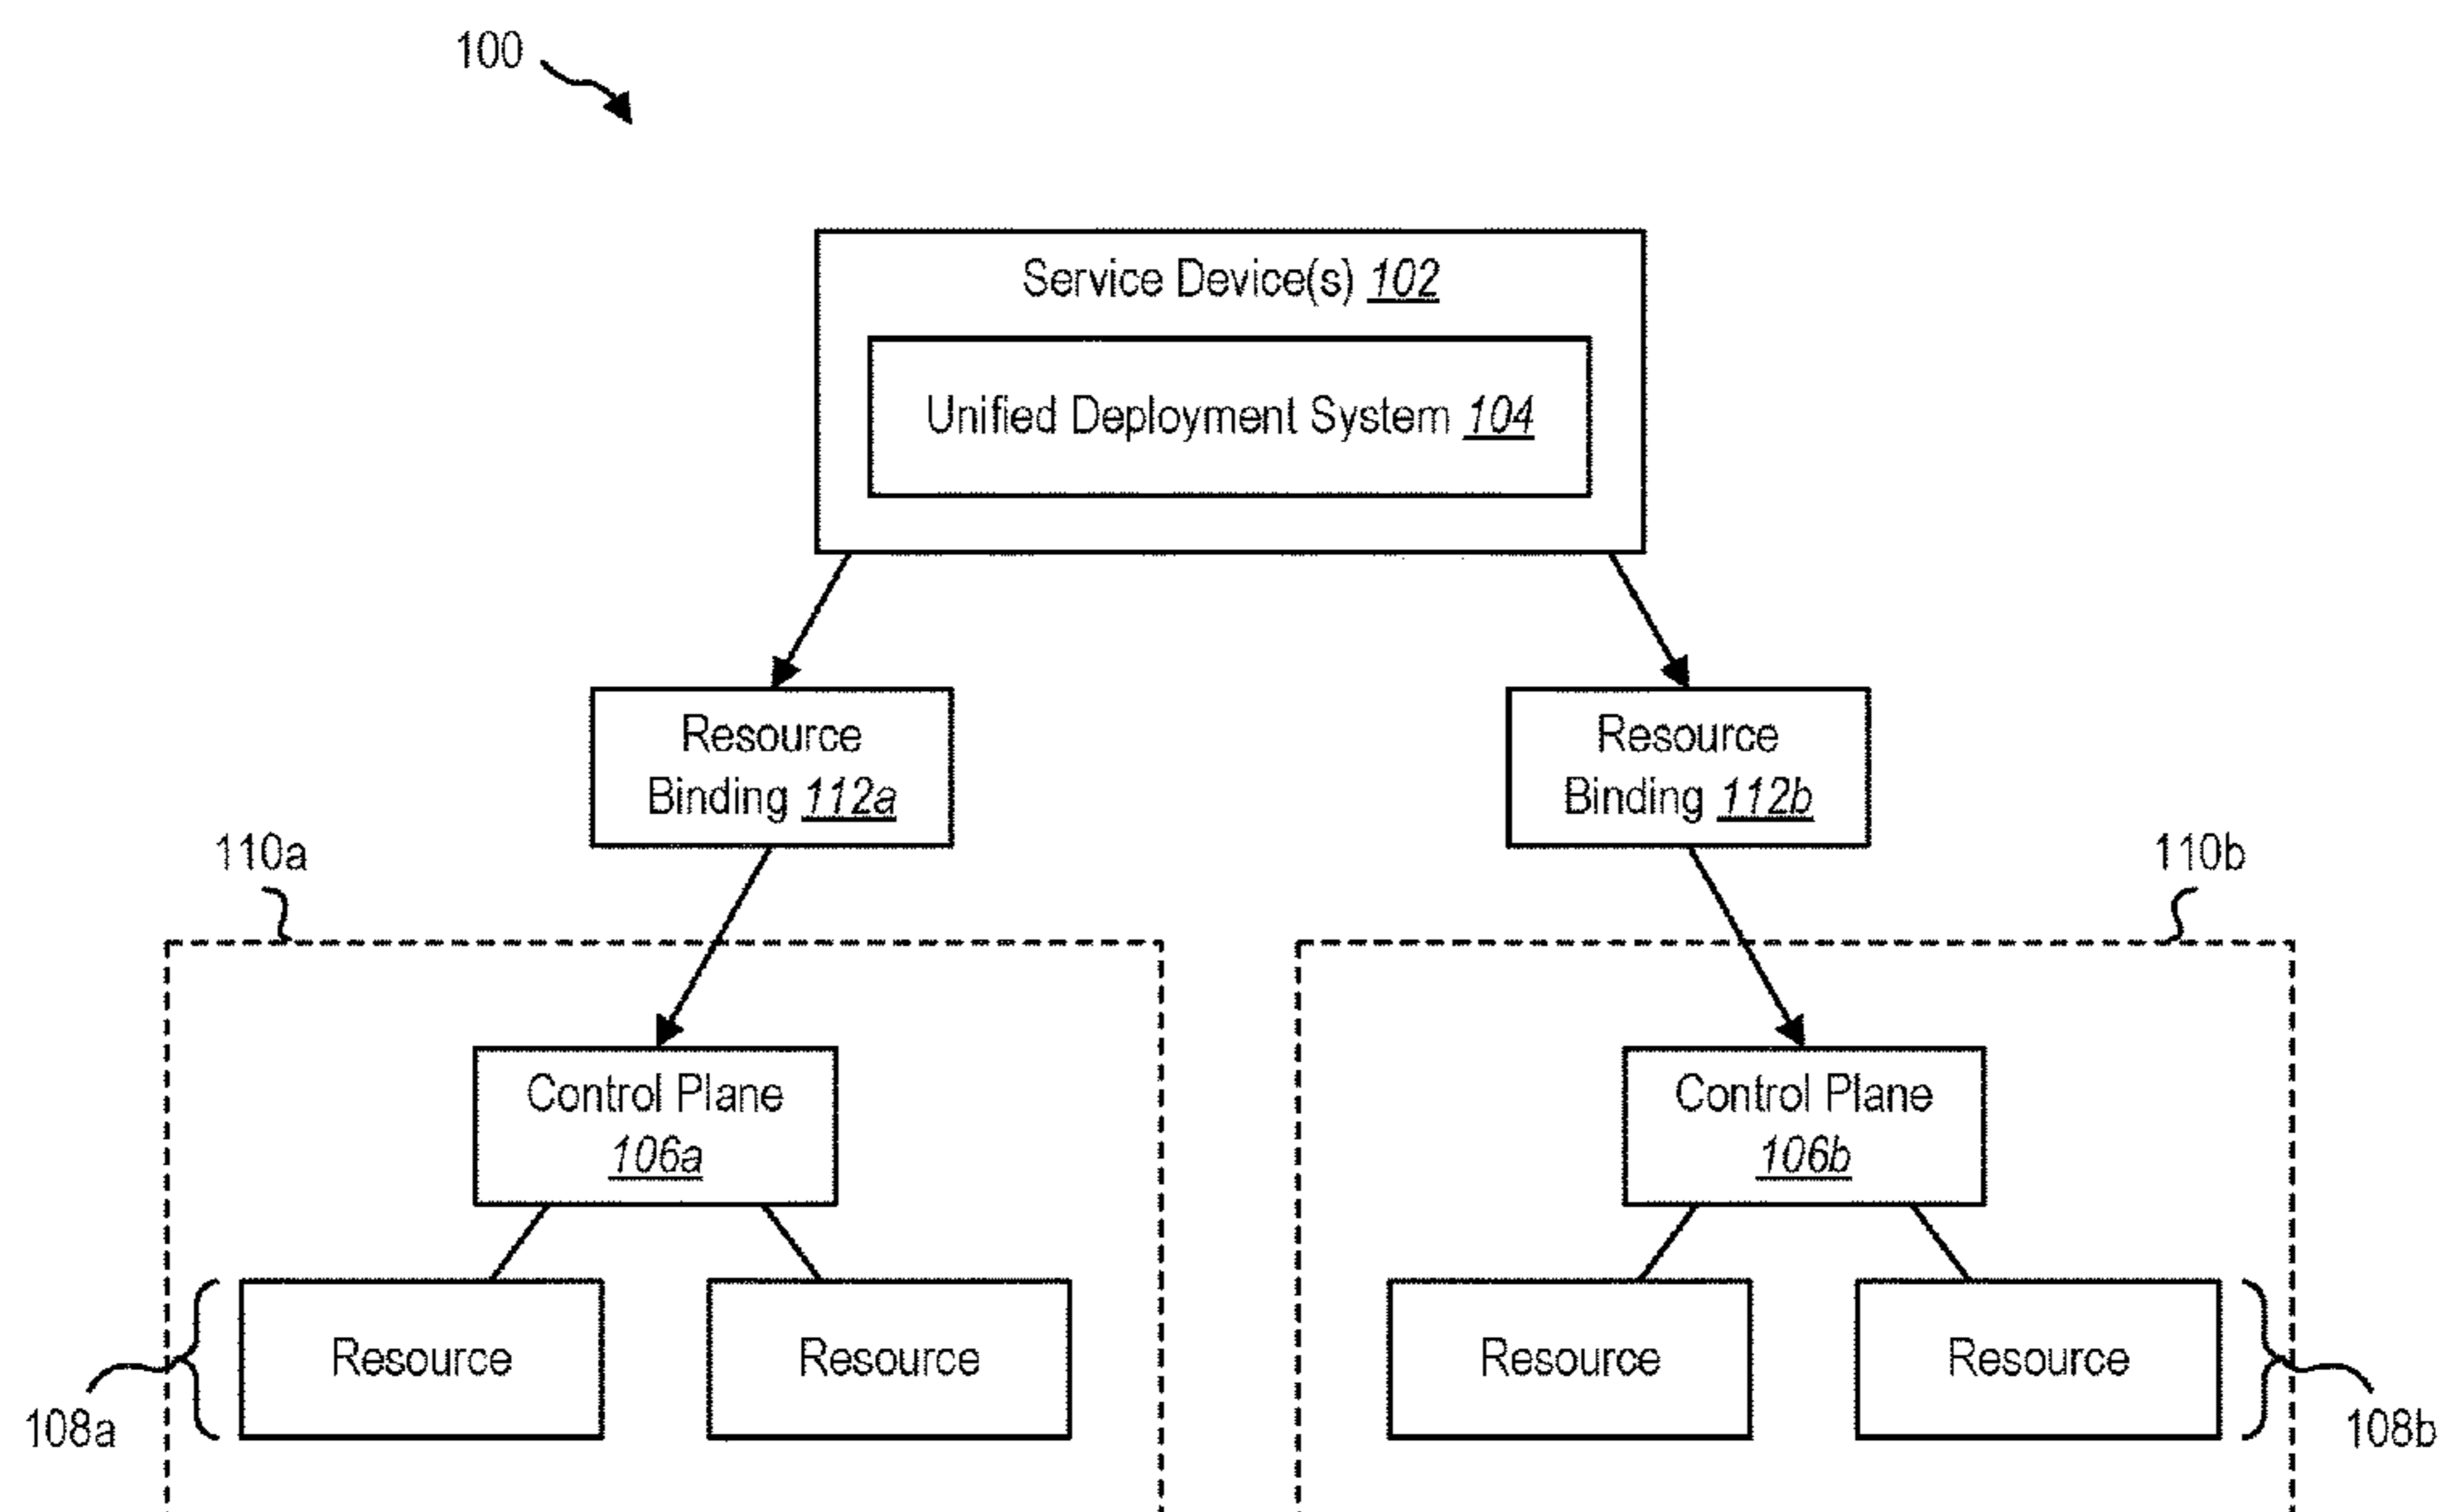 100
Service Device(s) 102
Unified Deployment System 104
Resource
Binding 112a
Resource
Binding 112b
110a
110b
Control Plane
106a
Control Plane
106b
Resource
Resource
Resource
Resource
108a
108b